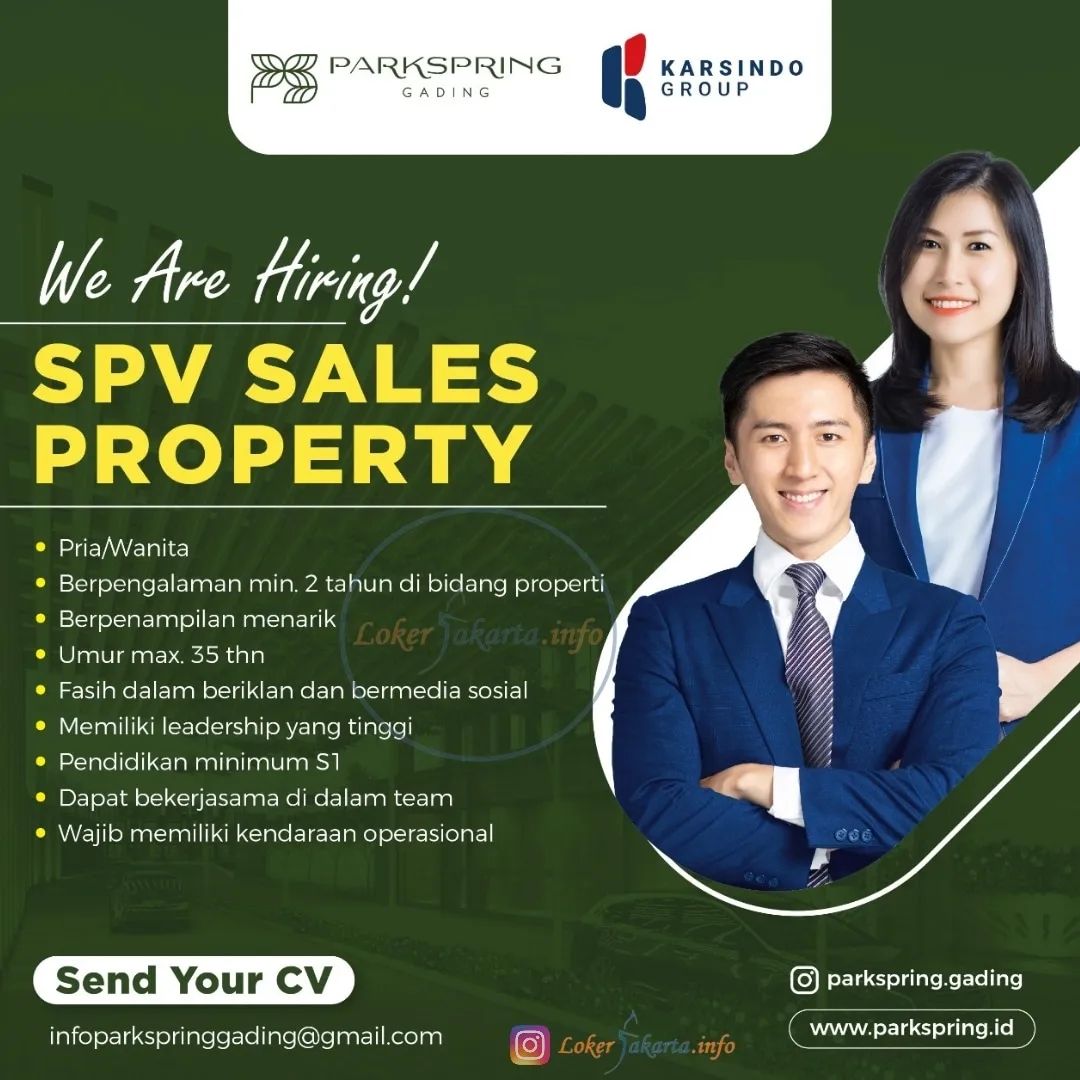 PARKSPRING
GADING
KARSINDO
GROUP
We Are Hiring!
SPV SALES
PROPERTY
Pria/Wanita
Berpengalaman min. 2 tahun di bidang properti
Berpenampilan menarik
Loker Jakarta.info
Umur max. 35 thn
Fasih dalam beriklan dan bermedia sosial
Memiliki leadership yang tinggi
Pendidikan minimum S1
Dapat bekerjasama di dalam team
Wajib memiliki kendaraan operasional
Send Your CV
infoparkspringgading@gmail.com
parkspring.gading
www.parkspring.id
Loker Jakarta.info